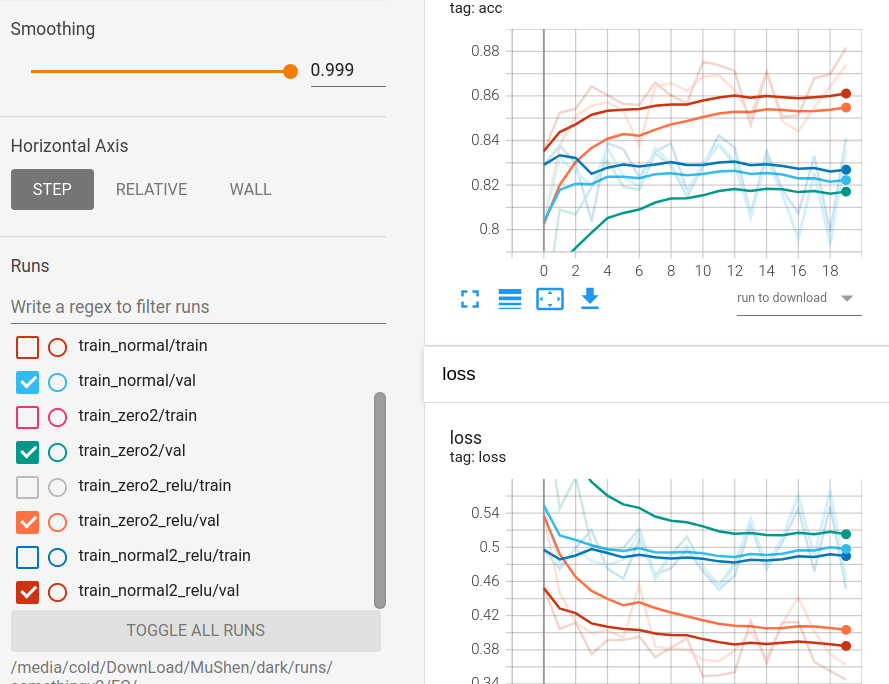 Smoothing
0.999
Horizontal Axis
STEP
RELATIVE
WALL
Runs
Write a regex to filter runs
train_normal/train
train_normal/val
train_zero2/train
train_zero2/val
train_zero2_relu/train
train_zero2_relu/val
train_normal2_relu/train
train_normal2_relu/val
TOGGLE ALL RUNS
/media/cold/DownLoad/MuShen/dark/runs/
tag: acc
0.88
0.86
0.84
0.82
0.8
0 2 4 6 8 10 12 14 16 18
run to download
loss
loss
tag: loss
0.54
0.5
0.46
0.42
0.38
0.34